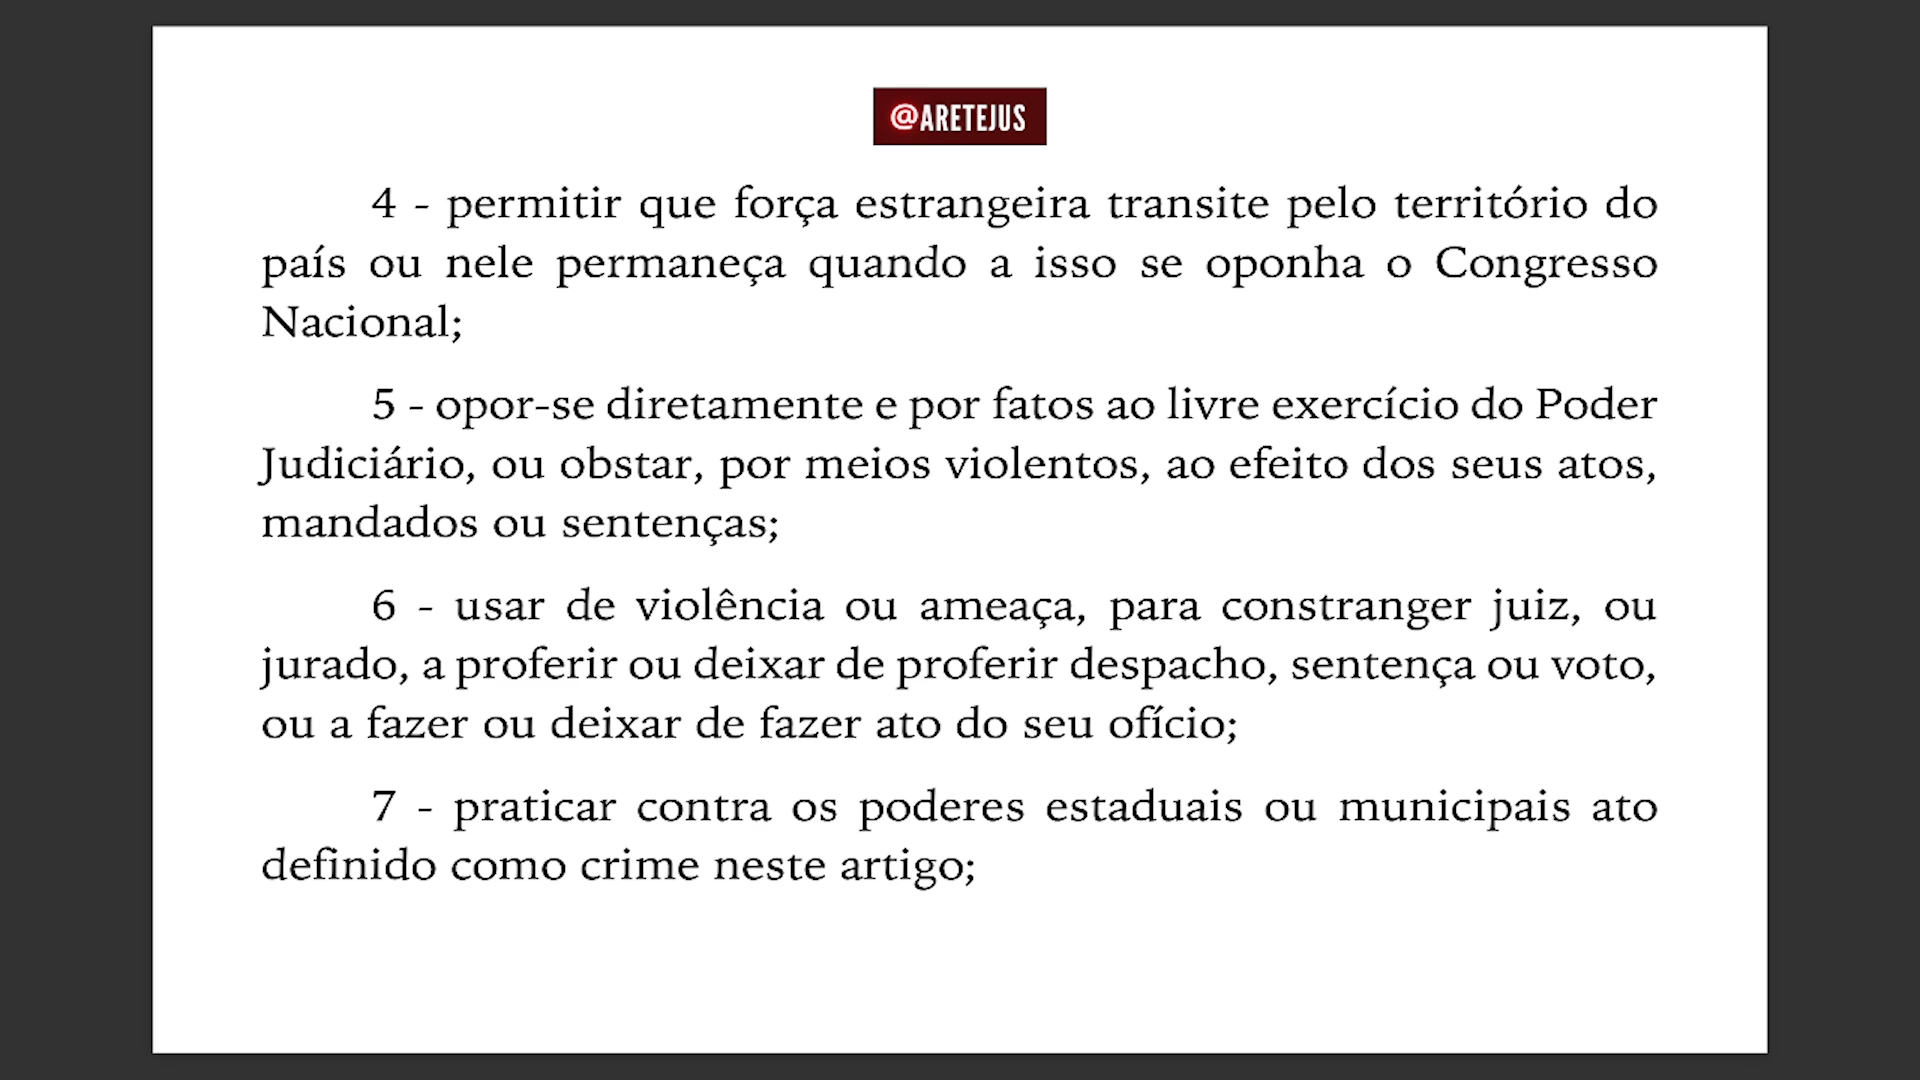 @ARETEJUS
4 - permitir que força estrangeira transite pelo território do
país ou nele permaneça quando a isso se oponha o Congresso
Nacional;
5 - opor-se diretamente e por fatos ao livre exercício do Poder
Judiciário, ou obstar, por meios violentos, ao efeito dos seus atos,
mandados ou sentenças;
6 - usar de violência ou ameaça, para constranger juiz, ou
jurado, a proferir ou deixar de proferir despacho, sentença ou voto,
ou a fazer ou deixar de fazer ato do seu ofício;
7 - praticar contra os poderes estaduais ou municipais ato
definido como crime neste artigo;